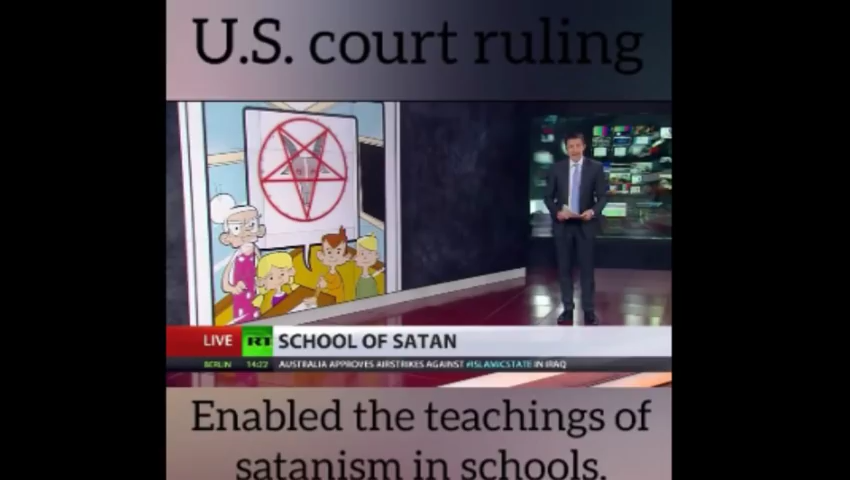 U.S. court ruling
LIVE RT SCHOOL OF SATAN
BERLIN 14:22 AUSTRALIA APPROVES AIRSTRIKES AGAINST #ISLAMICSTATE IN IRAQ
Enabled the teachings of
satanism in schools.